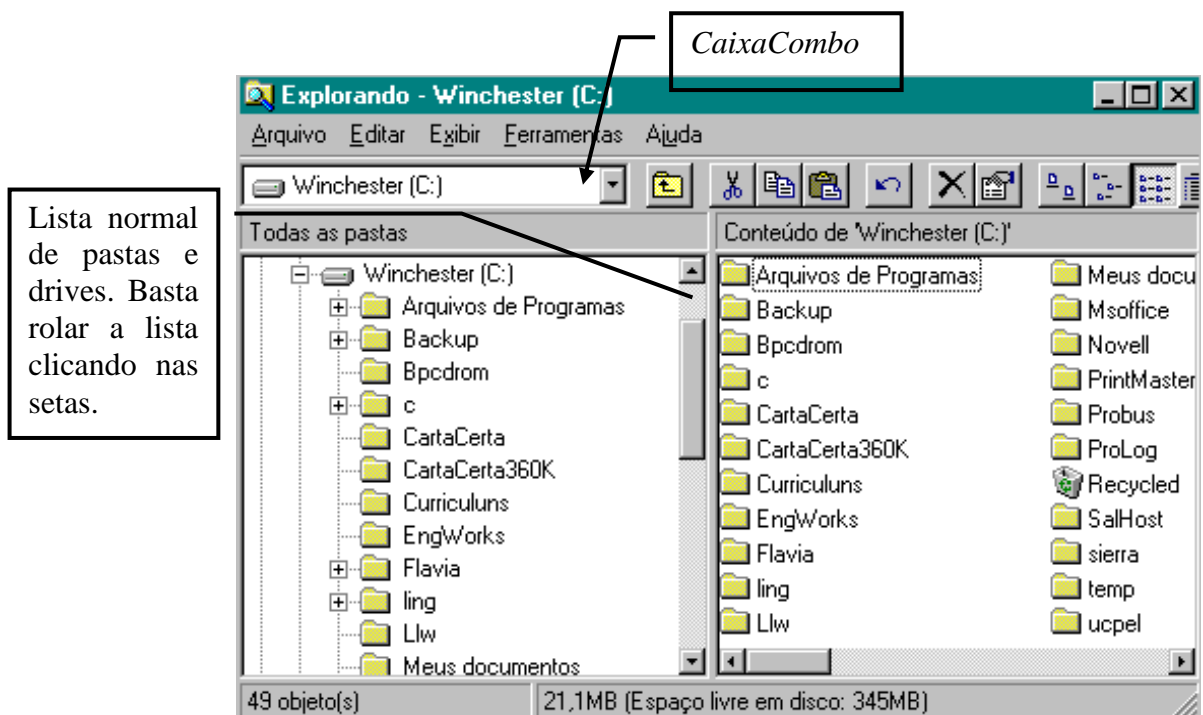 CaixaCombo
Explorando - Winchester (C:)
Arquivo Editar Exibir Ferramentas Ajuda
Winchester (C:)
Lista normal
de pastas e
drives. Basta
rolar a lista
clicando nas
setas.
Todas as pastas
Winchester (C:)
Arquivos de Programas
Backup
Bpcdrom
c
CartaCerta
CartaCerta360K
Curriculuns
EngWorks
Flavia
ling
Llw
Meus documentos
Conteúdo de 'Winchester (C:)'
Arquivos de Programas
Backup
Bpcdrom
c
CartaCerta
CartaCerta360K
Curriculuns
EngWorks
Flavia
ling
Llw
Meus docu
Msoffice
Novell
PrintMaster
Probus
ProLog
Recycled
SalHost
sierra
temp
ucpel
49 objeto(s)
21,1MB (Espaço livre em disco: 345MB)